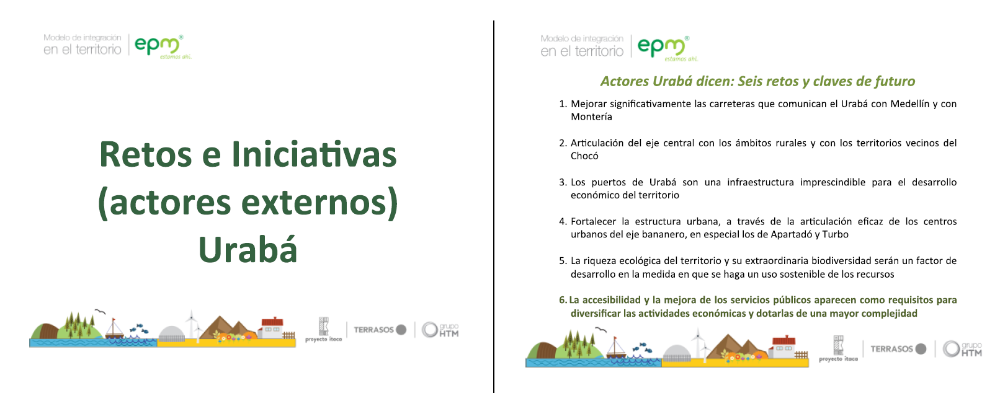 Modelo de integración
en el territorio
epm®
estamos ahí.
Retos e Iniciativas
(actores externos)
Urabá
proyecto itaca
TERRASOS
grupo
HTM
Modelo de integración
en el territorio
epm®
estamos ahí.
Actores Urabá dicen: Seis retos y claves de futuro
1. Mejorar significativamente las carreteras que comunican el Urabá con Medellín y con
Montería
2. Articulación del eje central con los ámbitos rurales y con los territorios vecinos del
Chocó
3. Los puertos de Urabá son una infraestructura imprescindible para el desarrollo
económico del territorio
4. Fortalecer la estructura urbana, a través de la articulación eficaz de los centros
urbanos del eje bananero, en especial los de Apartadó y Turbo
5. La riqueza ecológica del territorio y su extraordinaria biodiversidad serán un factor de
desarrollo en la medida en que se haga un uso sostenible de los recursos
6. La accesibilidad y la mejora de los servicios públicos aparecen como requisitos para
diversificar las actividades económicas y dotarlas de una mayor complejidad
proyecto itaca
TERRASOS
grupo
HTM